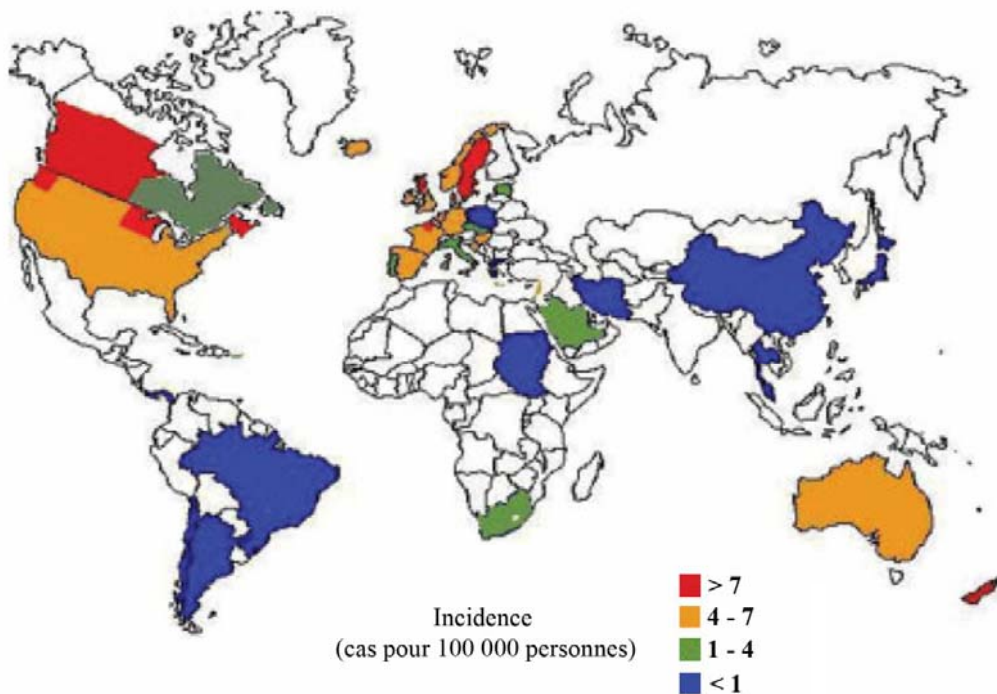 Incidence
(cas pour 100 000 personnes)
> 7
4 - 7
1 - 4
< 1